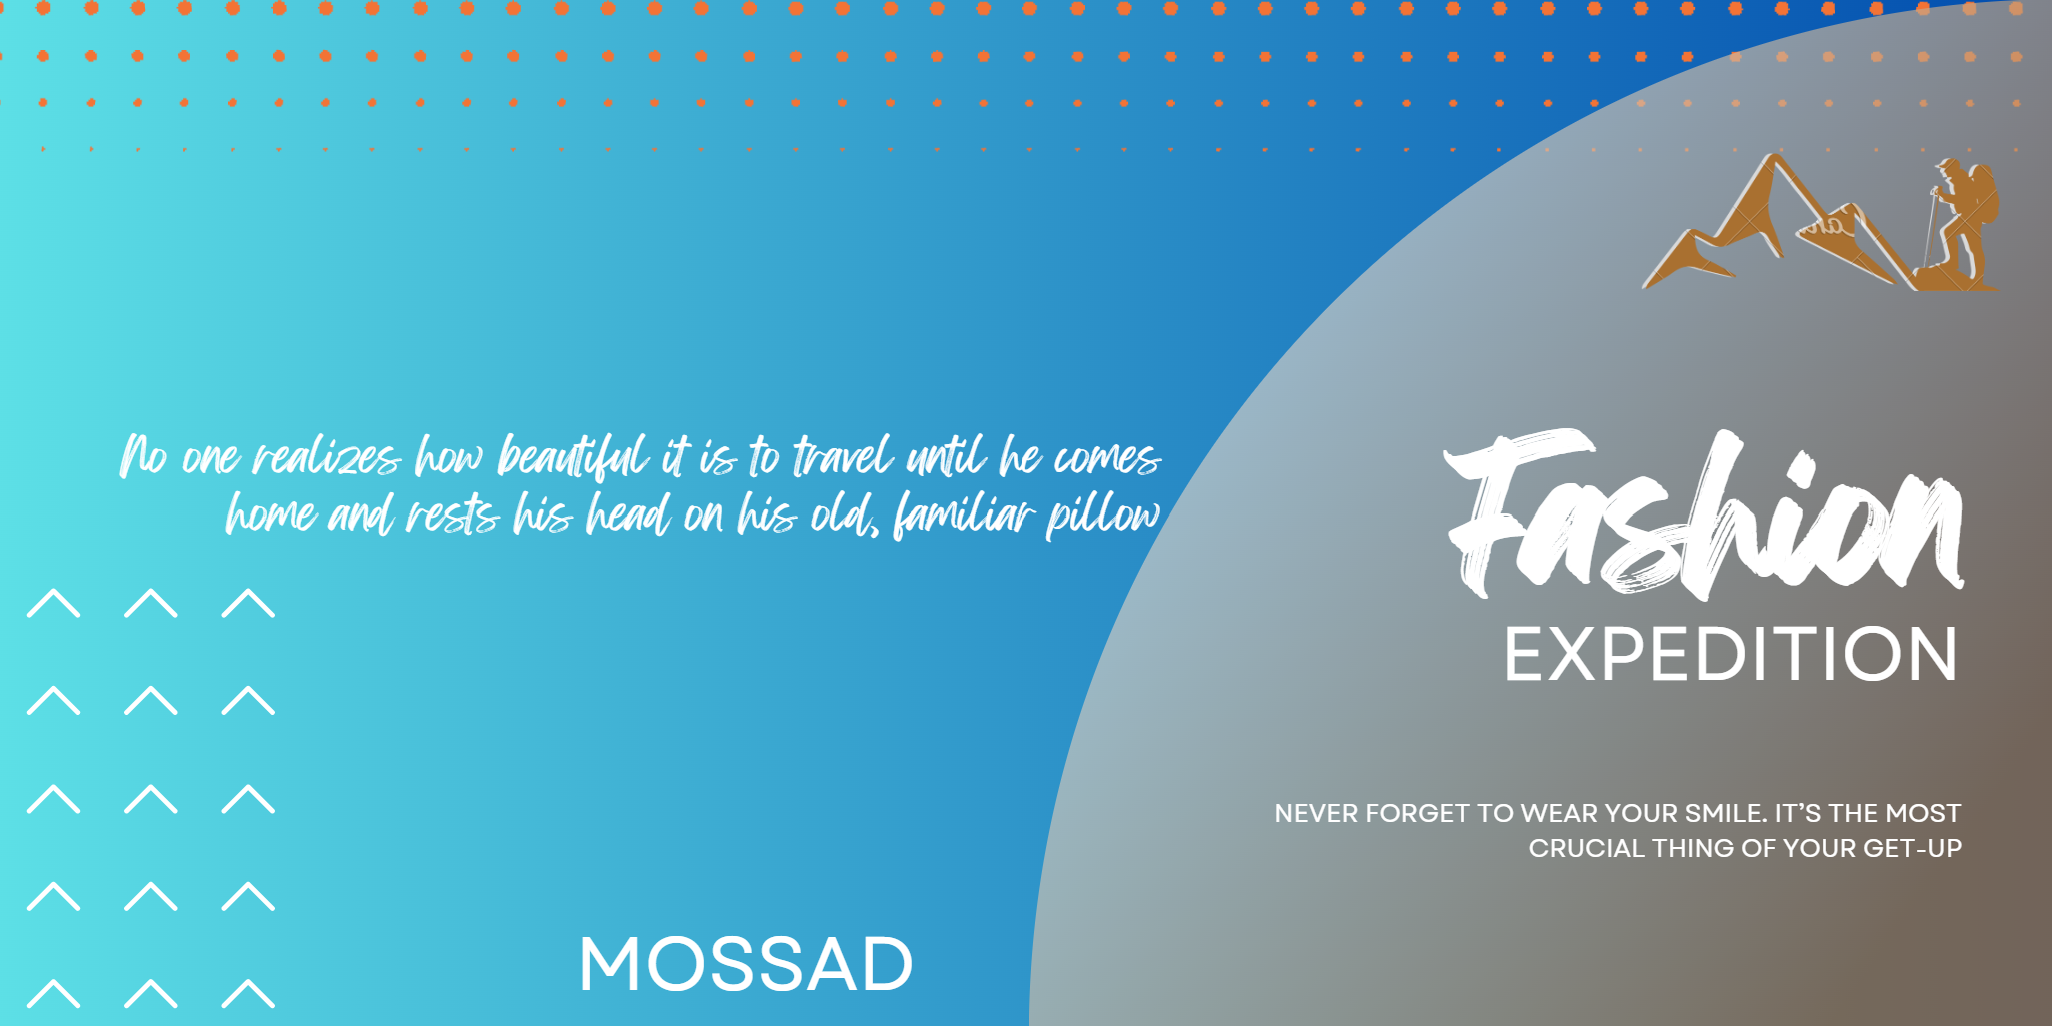 No one realizes how beautiful it is to travel until he comes
home and rests his head on his old, familiar pillow
Fashion
EXPEDITION
NEVER FORGET TO WEAR YOUR SMILE. IT'S THE MOST
CRUCIAL THING OF YOUR GET-UP
MOSSAD